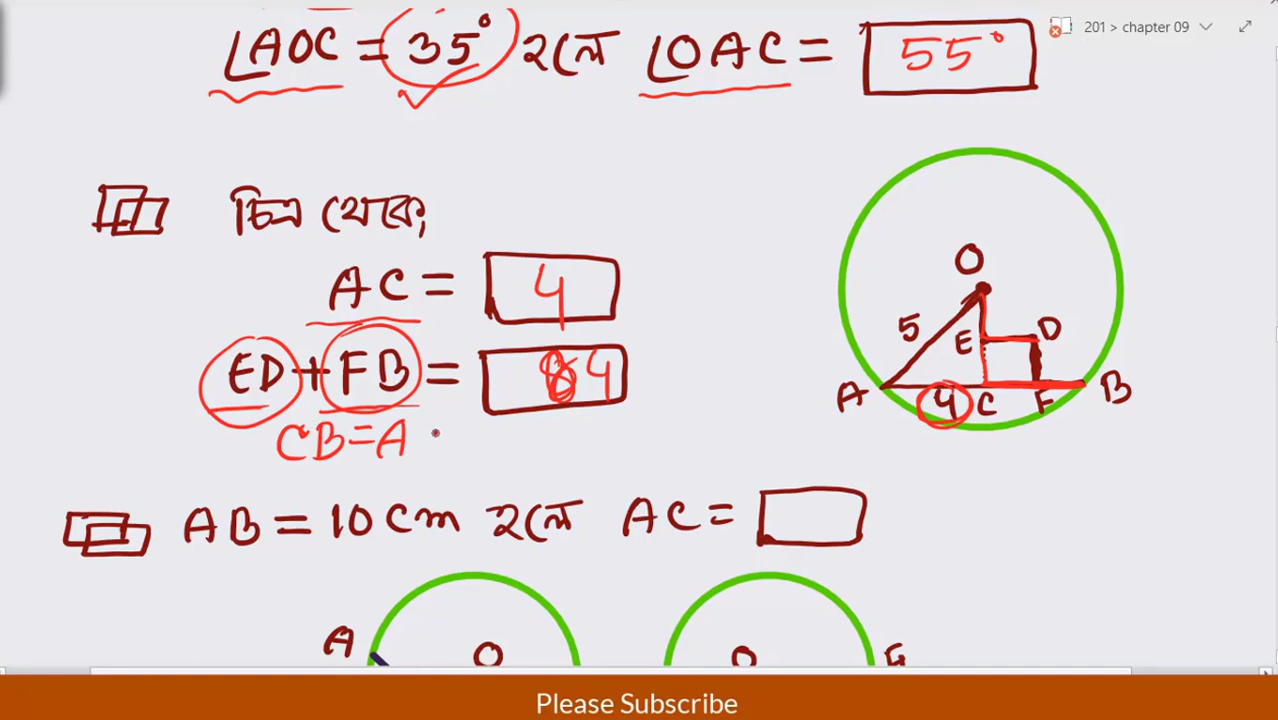 201 > chapter 09
∠AOC = 35° হলে ∠OAC = 55°
চিত্র থেকে,
AC = 4
ED + FB = 84
CB = A
O
5
E
D
A
4
C
F
B
AB = 10 cm হলে AC =
A
O
O
Please Subscribe